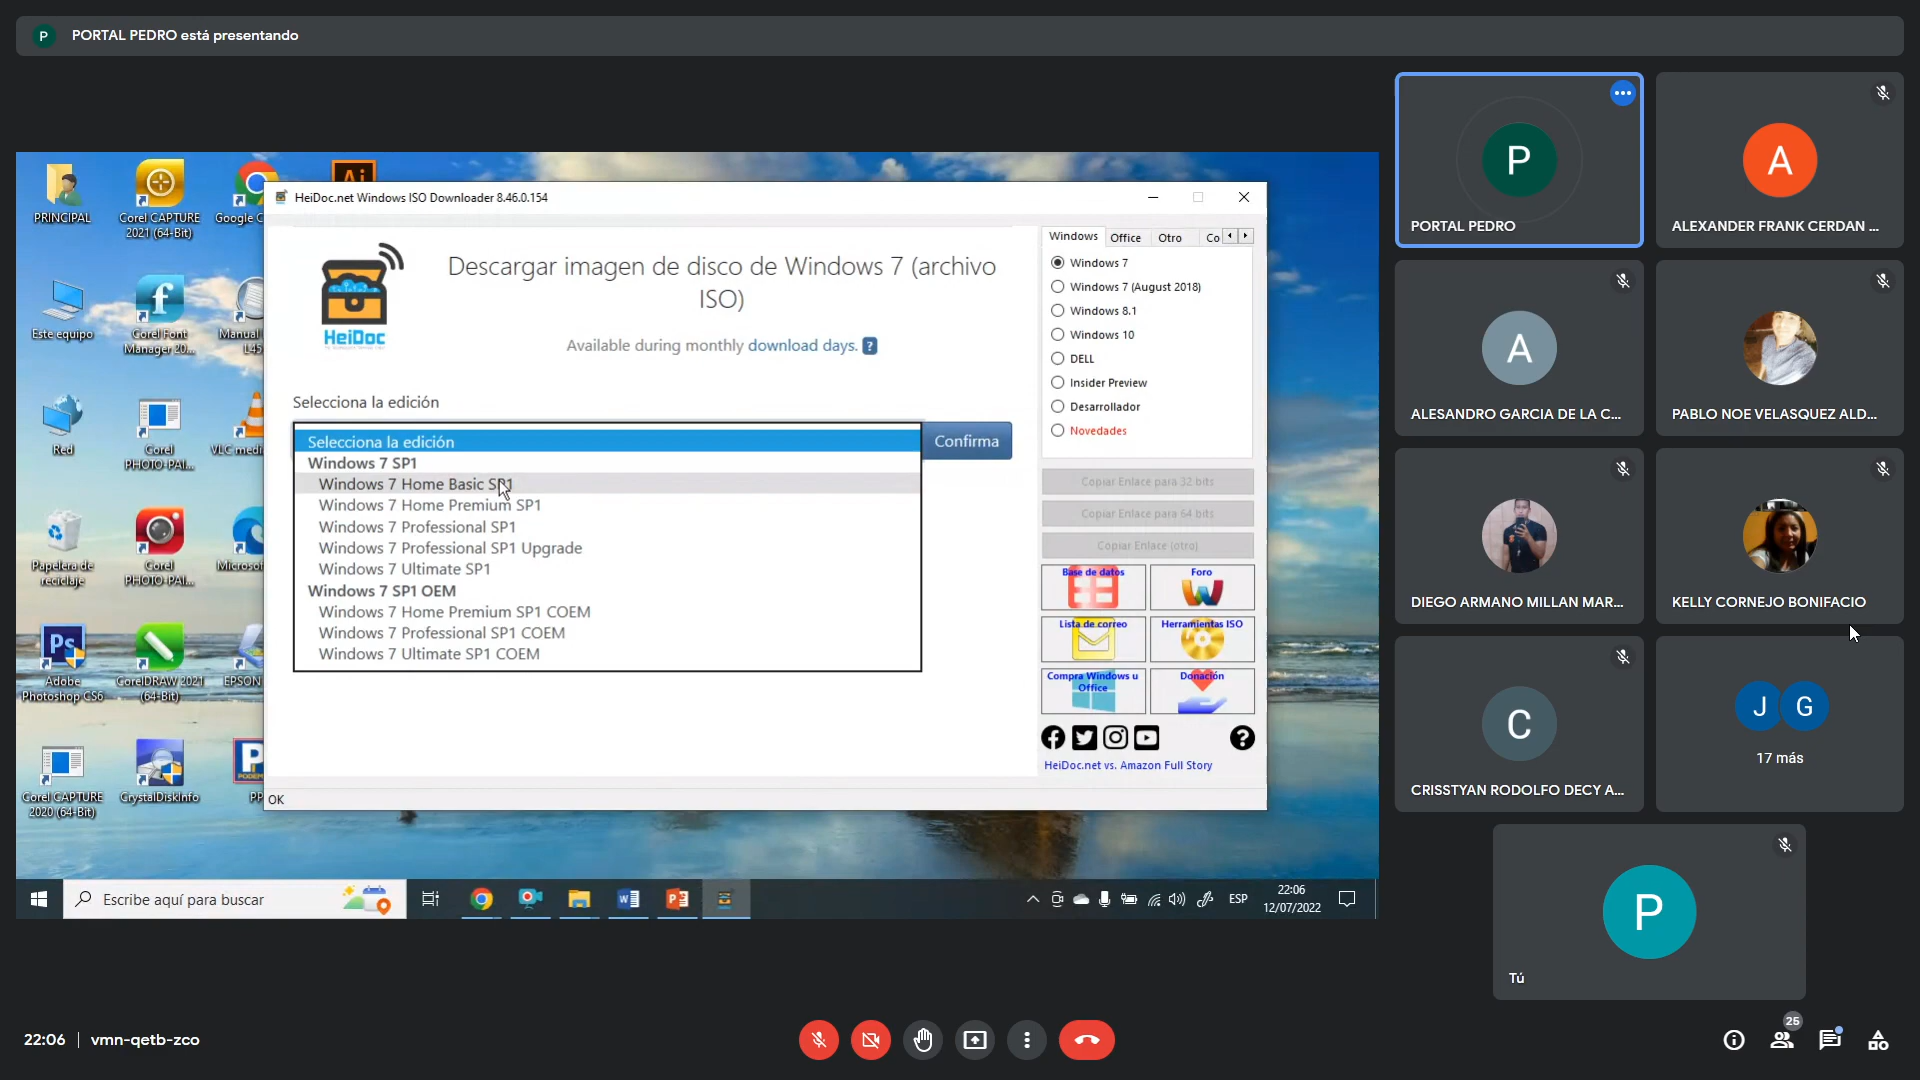 P PORTAL PEDRO está presentando
PRINCIPAL
Corel CAPTURE
2021 (64-Bit)
Google C
Ai
Este equipo
Corel Font
Manager 20...
Manual
L45
Red
Corel
PHOTO-PAI...
VLC medi
Papelera de
reciclaje
Corel
PHOTO-PAI...
Microsof
Ps
Adobe
Photoshop CS6
CorelDRAW 2021
(64-Bit)
EPSON
Corel CAPTURE
2020 (64-Bit)
CrystalDiskInfo
PP
HeiDoc.net Windows ISO Downloader 8.46.0.154
HeiDoc
Descargar imagen de disco de Windows 7 (archivo
ISO)
Available during monthly download days. ?
Selecciona la edición
Selecciona la edición
Confirma
Windows 7 SP1
Windows 7 Home Basic SP1
Windows 7 Home Premium SP1
Windows 7 Professional SP1
Windows 7 Professional SP1 Upgrade
Windows 7 Ultimate SP1
Windows 7 SP1 OEM
Windows 7 Home Premium SP1 COEM
Windows 7 Professional SP1 COEM
Windows 7 Ultimate SP1 COEM
OK
Windows Office Otro Co
Windows 7
Windows 7 (August 2018)
Windows 8.1
Windows 10
DELL
Insider Preview
Desarrollador
Novedades
Copiar Enlace para 32 bits
Copiar Enlace para 64 bits
Copiar Enlace (otro)
Base de datos
Foro
Lista de correo
Herramientas ISO
Compra Windows u
Office
Donación
HeiDoc.net vs. Amazon Full Story
Escribe aquí para buscar
ESP
22:06
12/07/2022
P
PORTAL PEDRO
A
ALEXANDER FRANK CERDAN ...
A
ALESANDRO GARCIA DE LA C...
PABLO NOE VELASQUEZ ALD...
DIEGO ARMANO MILLAN MAR...
KELLY CORNEJO BONIFACIO
C
CRISSTYAN RODOLFO DECY A...
J G
17 más
P
Tú
22:06 | vmn-qetb-zco
25